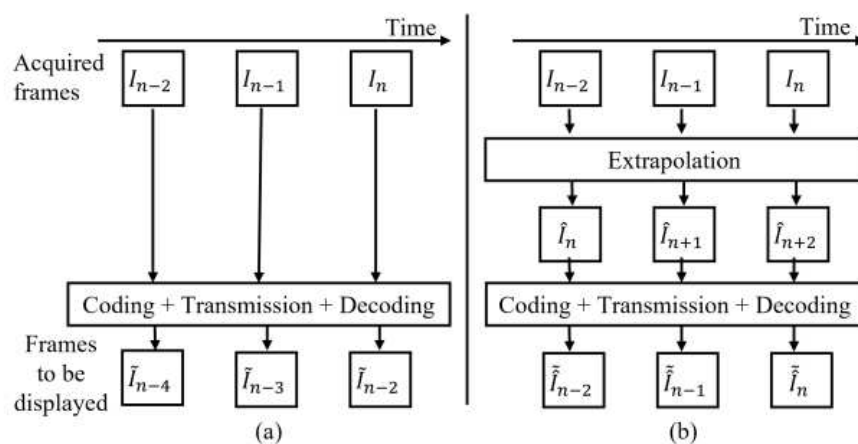 Time
Acquired
frames
I_{n-2} I_{n-1} I_n
Coding + Transmission + Decoding
Frames
to be
displayed
Ĩ_{n-4} Ĩ_{n-3} Ĩ_{n-2}
(a)
Time
I_{n-2} I_{n-1} I_n
Extrapolation
Î_n Î_{n+1} Î_{n+2}
Coding + Transmission + Decoding
Î̃_{n-2} Î̃_{n-1} Î̃_n
(b)